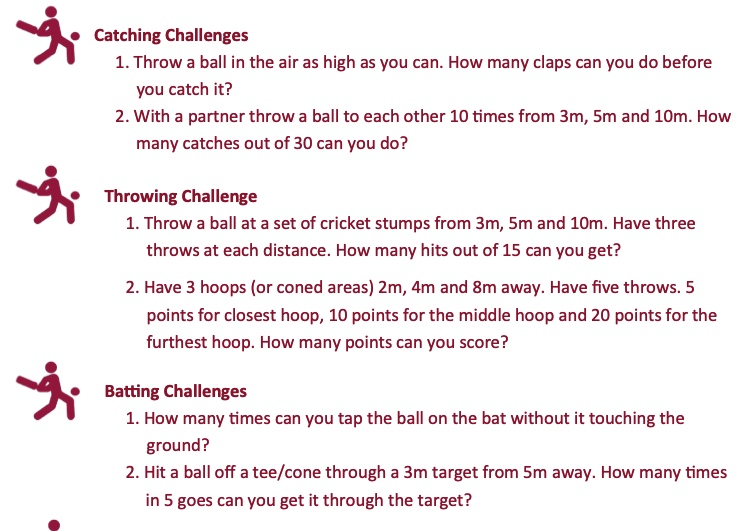 Catching Challenges
1. Throw a ball in the air as high as you can. How many claps can you do before
you catch it?
2. With a partner throw a ball to each other 10 times from 3m, 5m and 10m. How
many catches out of 30 can you do?
Throwing Challenge
1. Throw a ball at a set of cricket stumps from 3m, 5m and 10m. Have three
throws at each distance. How many hits out of 15 can you get?
2. Have 3 hoops (or coned areas) 2m, 4m and 8m away. Have five throws. 5
points for closest hoop, 10 points for the middle hoop and 20 points for the
furthest hoop. How many points can you score?
Batting Challenges
1. How many times can you tap the ball on the bat without it touching the
ground?
2. Hit a ball off a tee/cone through a 3m target from 5m away. How many times
in 5 goes can you get it through the target?